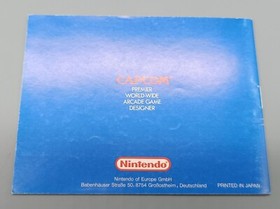 CAPCOM
PREMIER
WORLD-WIDE
ARCADE GAME
DESIGNER
Nintendo
Nintendo of Europe GmbH
Babenhäuser Straße 50, 8754 Großostheim, Deutschland PRINTED IN JAPAN